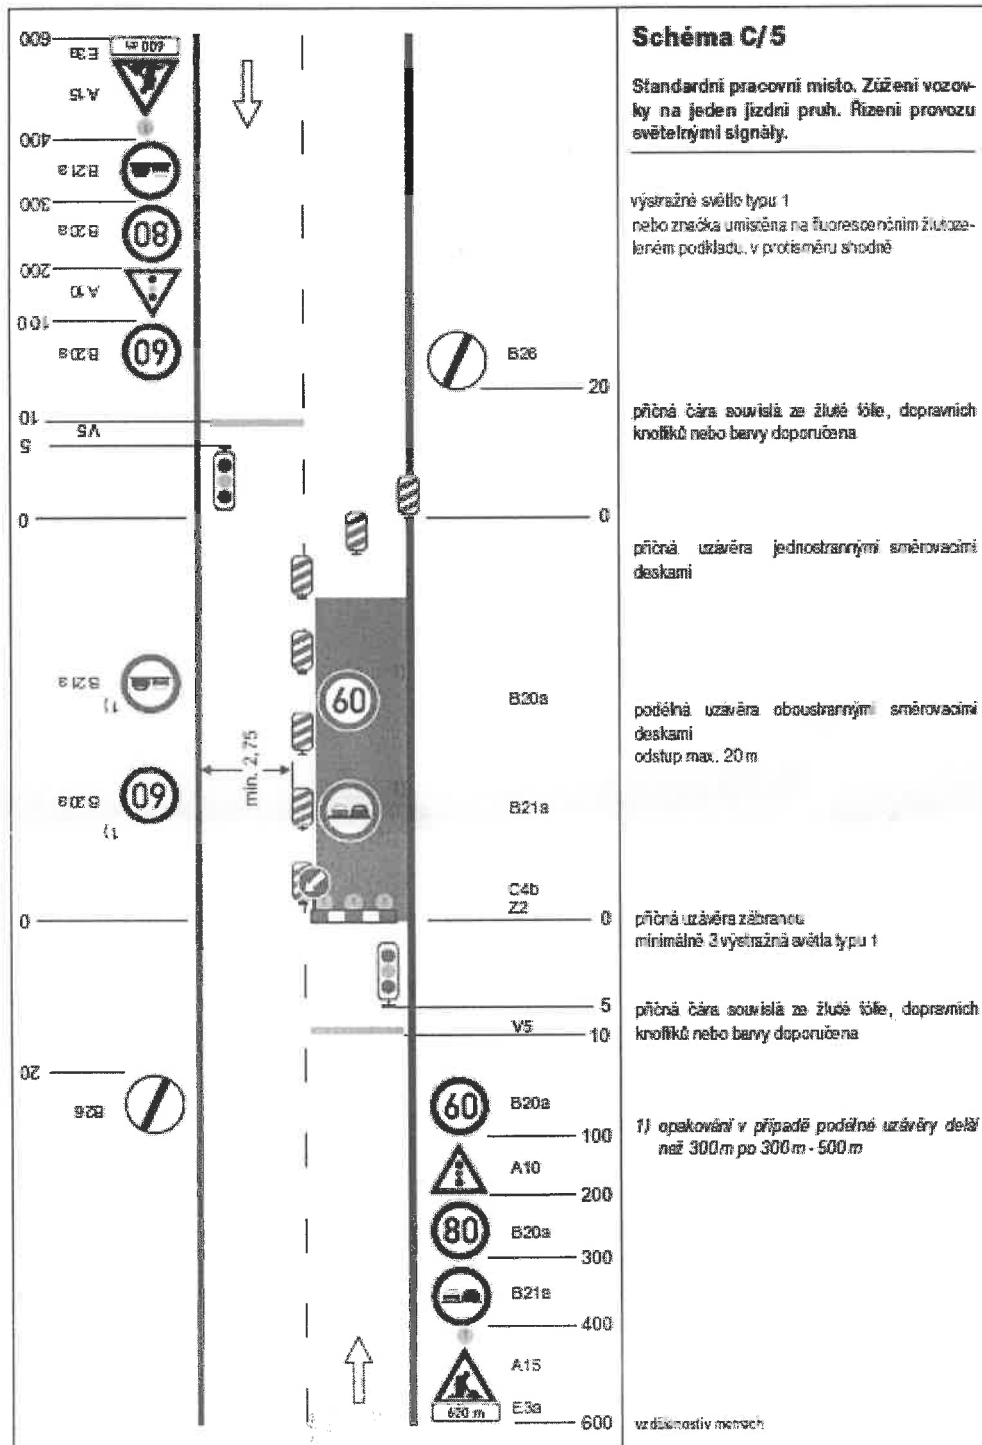 Schéma C/5
Standardní pracovní místo. Zúžení vozov-
ky na jeden jízdní pruh. Řízení provozu
světelnými signály.
výstražné světlo typu 1
nebo značka umístěna na fluorescenčním žlutoze-
leném podkladu, v protisměru shodně
600
E3a
600 m
A15
400
B21a
300
B20a
80
200
A10
100
B20a
60
B26
20
10
V5
5
příčná čára souvislá ze žluté fólie, dopravních
knoflíků nebo barvy doporučena
0
0
příčná uzávěra jednostrannými směrovacími
deskami
B21a
1)
60
B20a
podélná uzávěra oboustrannými směrovacími
deskami
odstup max. 20 m
min. 2,75
B20a
60
1)
B21a
C4b
Z2
0
0
příčná uzávěra zábranou
minimálně 3 výstražná světla typu 1
5
V5
10
příčná čára souvislá ze žluté fólie, dopravních
knoflíků nebo barvy doporučena
20
B26
60
B20a
100
1) opakování v případě podélné uzávěry delší
než 300 m po 300 m - 500 m
A10
200
80
B20a
300
B21a
400
A15
620 m
E3a
600
vzdálenosti v metrech